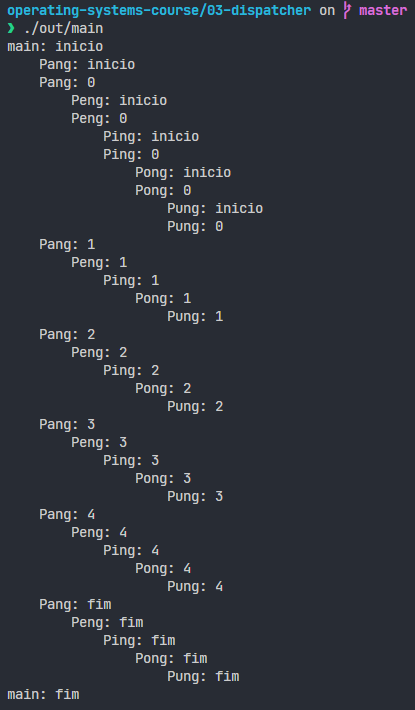 operating-systems-course/03-dispatcher on master
❯ ./out/main
main: inicio
    Pang: inicio
    Pang: 0
        Peng: inicio
        Peng: 0
            Ping: inicio
            Ping: 0
                Pong: inicio
                Pong: 0
                    Pung: inicio
                    Pung: 0
    Pang: 1
        Peng: 1
            Ping: 1
                Pong: 1
                    Pung: 1
    Pang: 2
        Peng: 2
            Ping: 2
                Pong: 2
                    Pung: 2
    Pang: 3
        Peng: 3
            Ping: 3
                Pong: 3
                    Pung: 3
    Pang: 4
        Peng: 4
            Ping: 4
                Pong: 4
                    Pung: 4
    Pang: fim
        Peng: fim
            Ping: fim
                Pong: fim
                    Pung: fim
main: fim